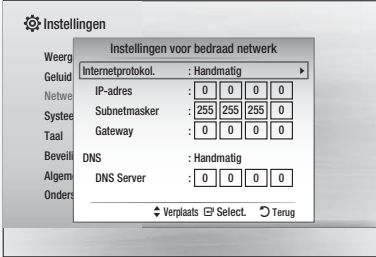 Instellingen
Instellingen voor bedraad netwerk
Weerg
Internetprotokol. : Handmatig
Geluid
IP-adres : 0 0 0 0
Netwe
Subnetmasker : 255 255 255 0
Systee
Gateway : 0 0 0 0
Taal
Beveili
DNS : Handmatig
Algem
DNS Server : 0 0 0 0
Onders
Verplaats Select. Terug